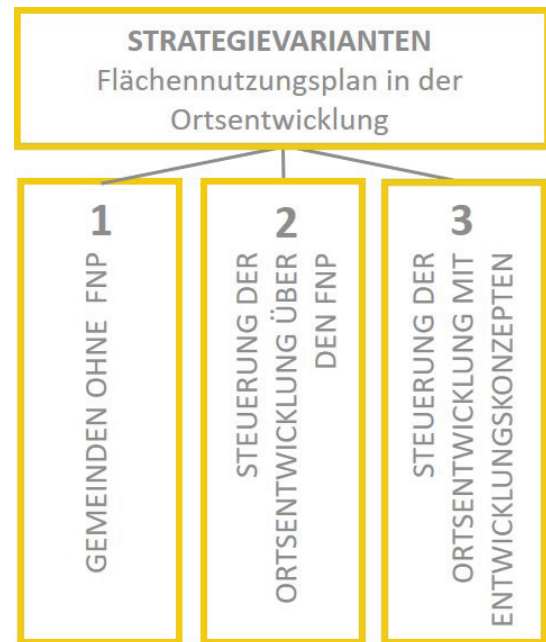 STRATEGIEVARIANTEN
Flächennutzungsplan in der
Ortsentwicklung
1
GEMEINDEN OHNE FNP
2
STEUERUNG DER
ORTSENTWICKLUNG ÜBER
DEN FNP
3
STEUERUNG DER
ORTSENTWICKLUNG MIT
ENTWICKLUNGSKONZEPTEN